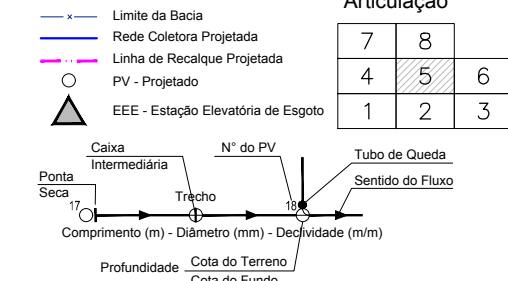 Articulação
Limite da Bacia
Rede Coletora Projetada
Linha de Recalque Projetada
PV - Projetado
EEE - Estação Elevatória de Esgoto
7 8
4 5 6
1 2 3
Caixa
Intermediária
N° do PV
Tubo de Queda
Ponta
Seca
Sentido do Fluxo
17
Trecho
18
Comprimento (m) - Diâmetro (mm) - Declividade (m/m)
Profundidade
Cota do Terreno
Cota do Fundo